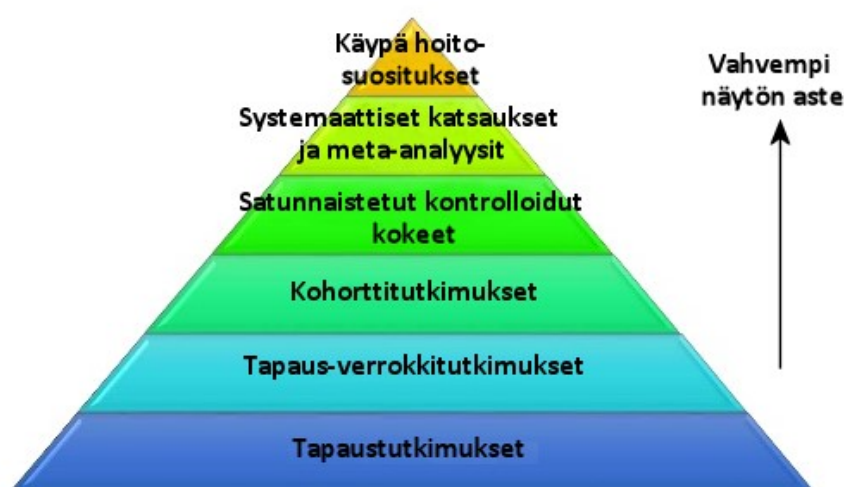 Käypä hoito-
suositukset
Vahvempi
näytön aste
Systemaattiset katsaukset
ja meta-analyysit
Satunnaistetut kontrolloidut
kokeet
Kohorttitutkimukset
Tapaus-verrokkitutkimukset
Tapaustutkimukset